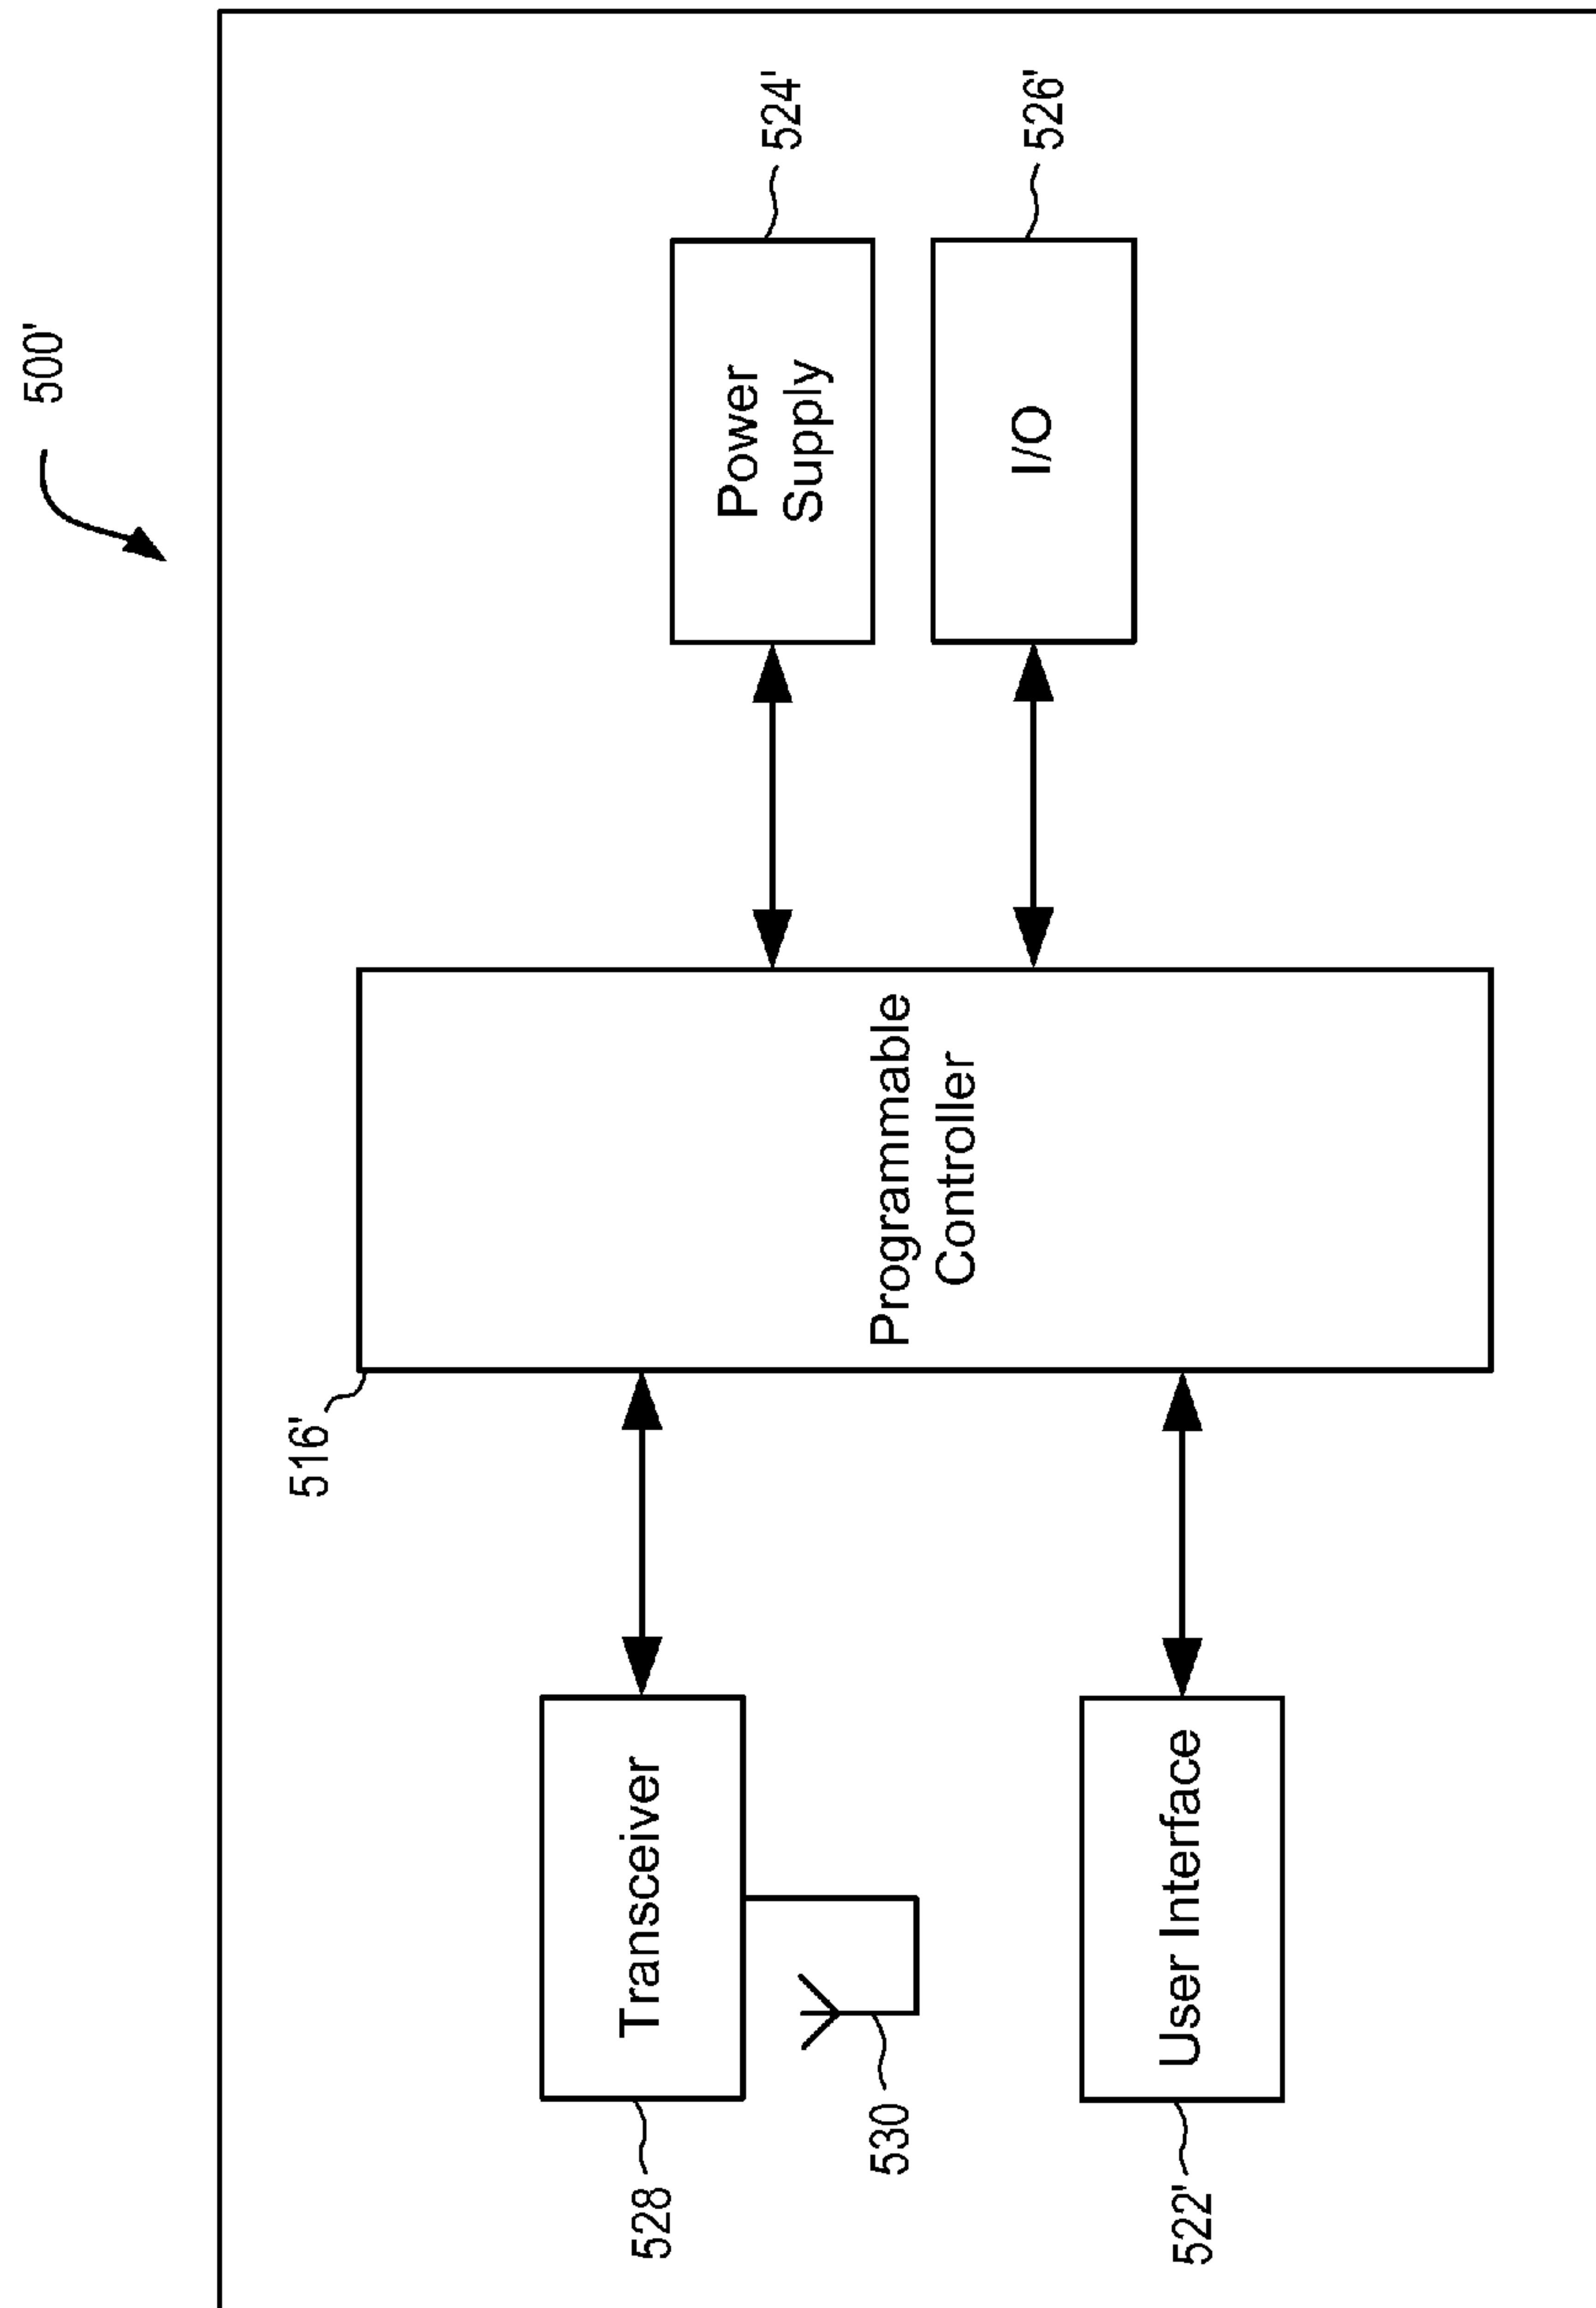 500'
516'
528
Transceiver
530
522'
User Interface
Programmable
Controller
Power
Supply
524'
I/O
526'